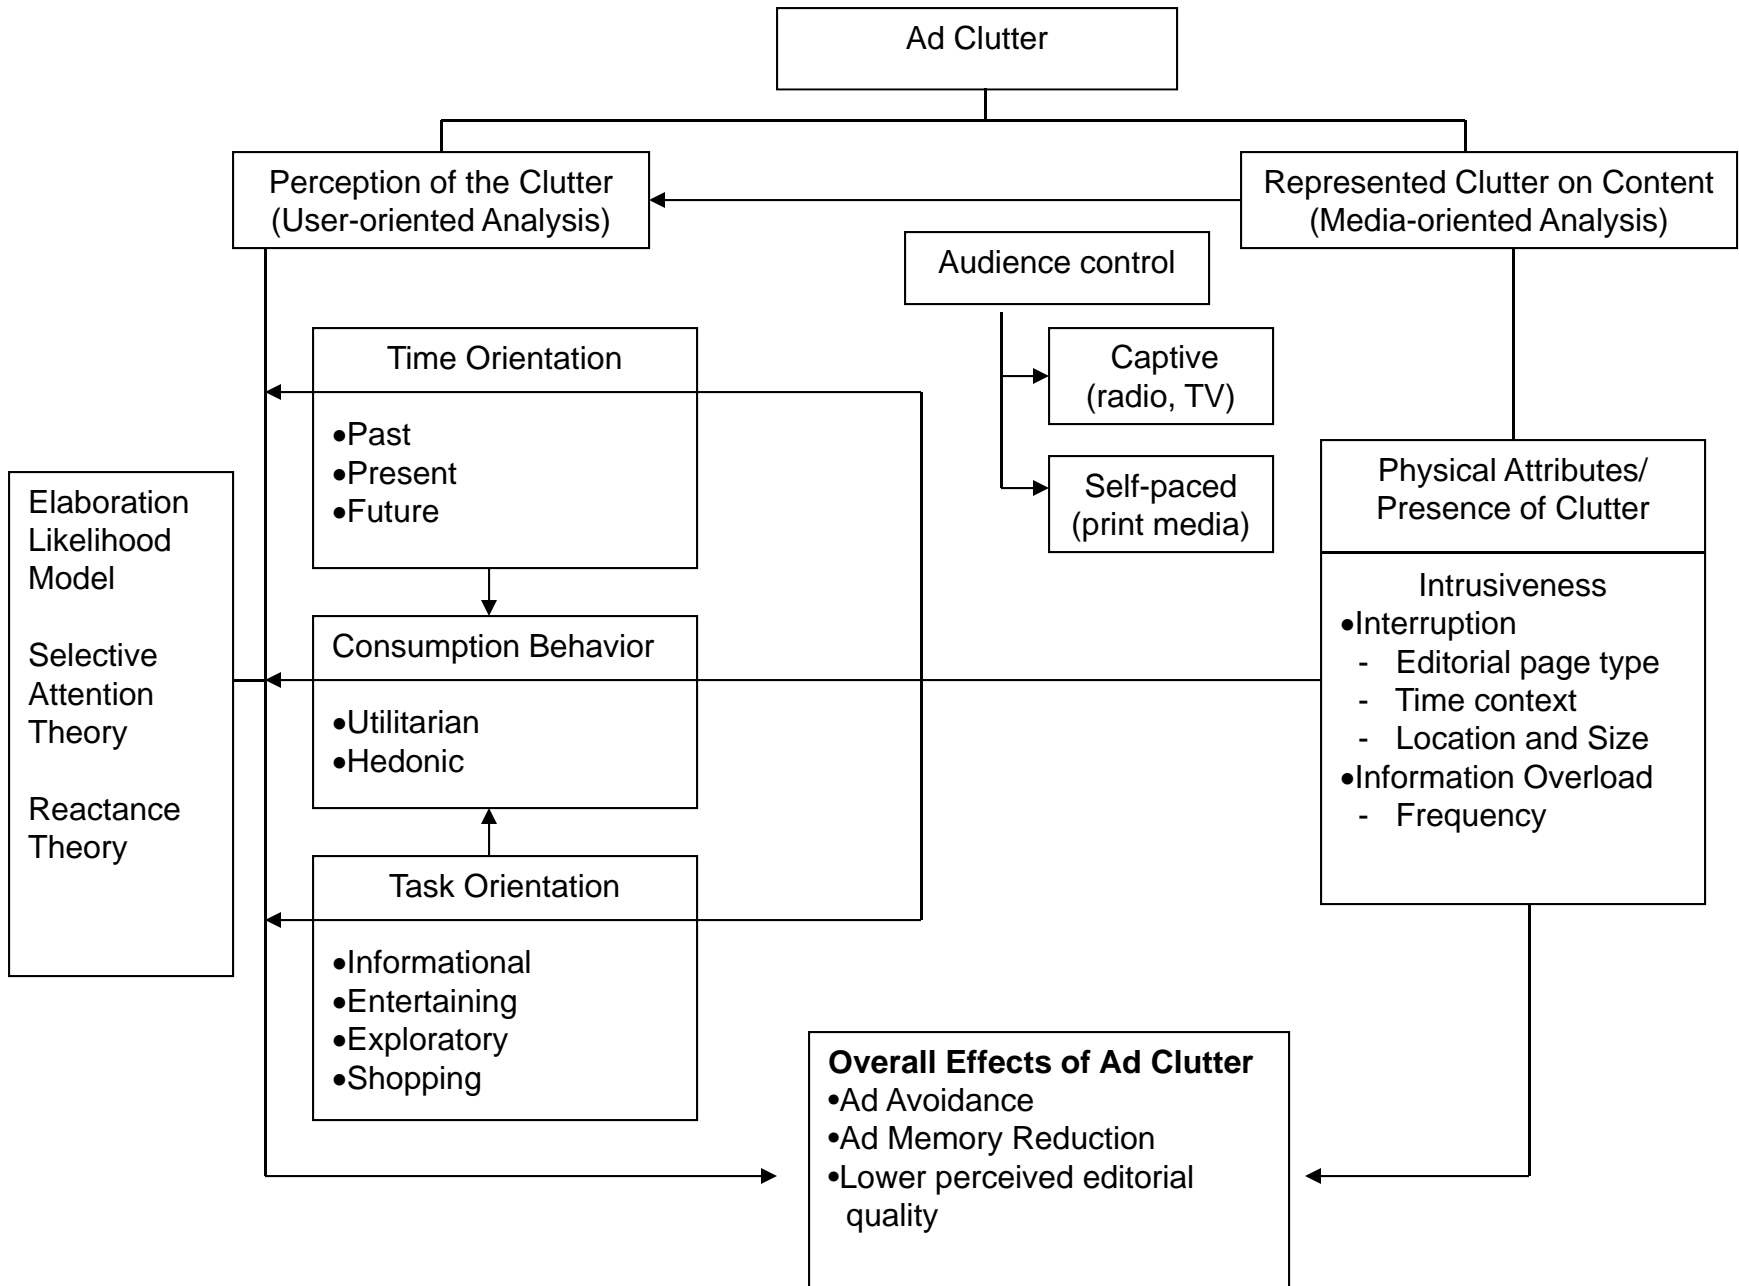 Ad Clutter
Perception of the Clutter
(User-oriented Analysis)
Represented Clutter on Content
(Media-oriented Analysis)
Audience control
Captive
(radio, TV)
Self-paced
(print media)
Time Orientation
•Past
•Present
•Future
Elaboration
Likelihood
Model
Selective
Attention
Theory
Reactance
Theory
Consumption Behavior
•Utilitarian
•Hedonic
Task Orientation
•Informational
•Entertaining
•Exploratory
•Shopping
Physical Attributes/
Presence of Clutter
Intrusiveness
•Interruption
- Editorial page type
- Time context
- Location and Size
•Information Overload
- Frequency
Overall Effects of Ad Clutter
•Ad Avoidance
•Ad Memory Reduction
•Lower perceived editorial
quality